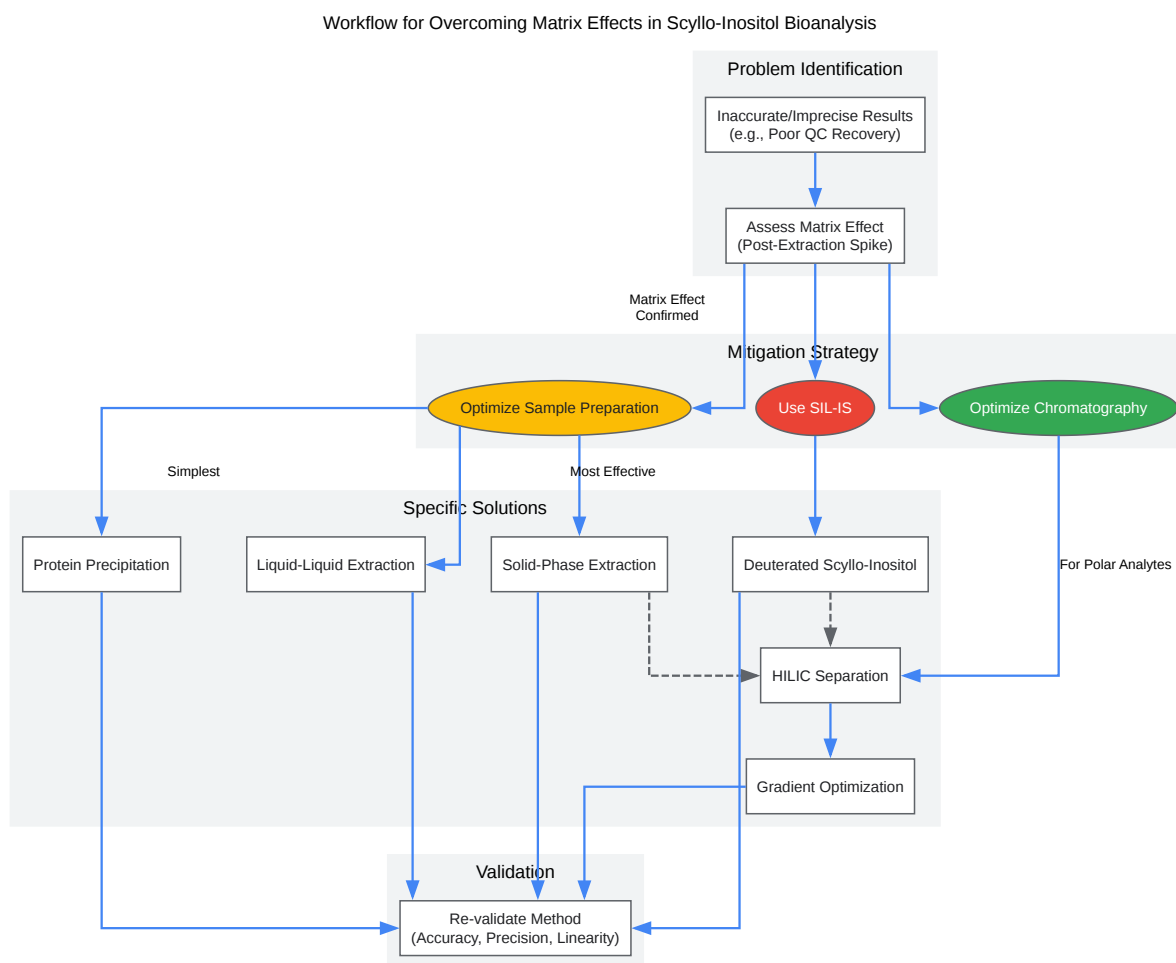 Workflow for Overcoming Matrix Effects in Scyllo-Inositol Bioanalysis
Problem Identification
Inaccurate/Imprecise Results
(e.g., Poor QC Recovery)
Assess Matrix Effect
(Post-Extraction Spike)
Matrix Effect
Confirmed
Mitigation Strategy
Optimize Sample Preparation
Use SIL-IS
Optimize Chromatography
Simplest
Most Effective
Specific Solutions
Protein Precipitation
Liquid-Liquid Extraction
Solid-Phase Extraction
Deuterated Scyllo-Inositol
For Polar Analytes
HILIC Separation
Gradient Optimization
Validation
Re-validate Method
(Accuracy, Precision, Linearity)